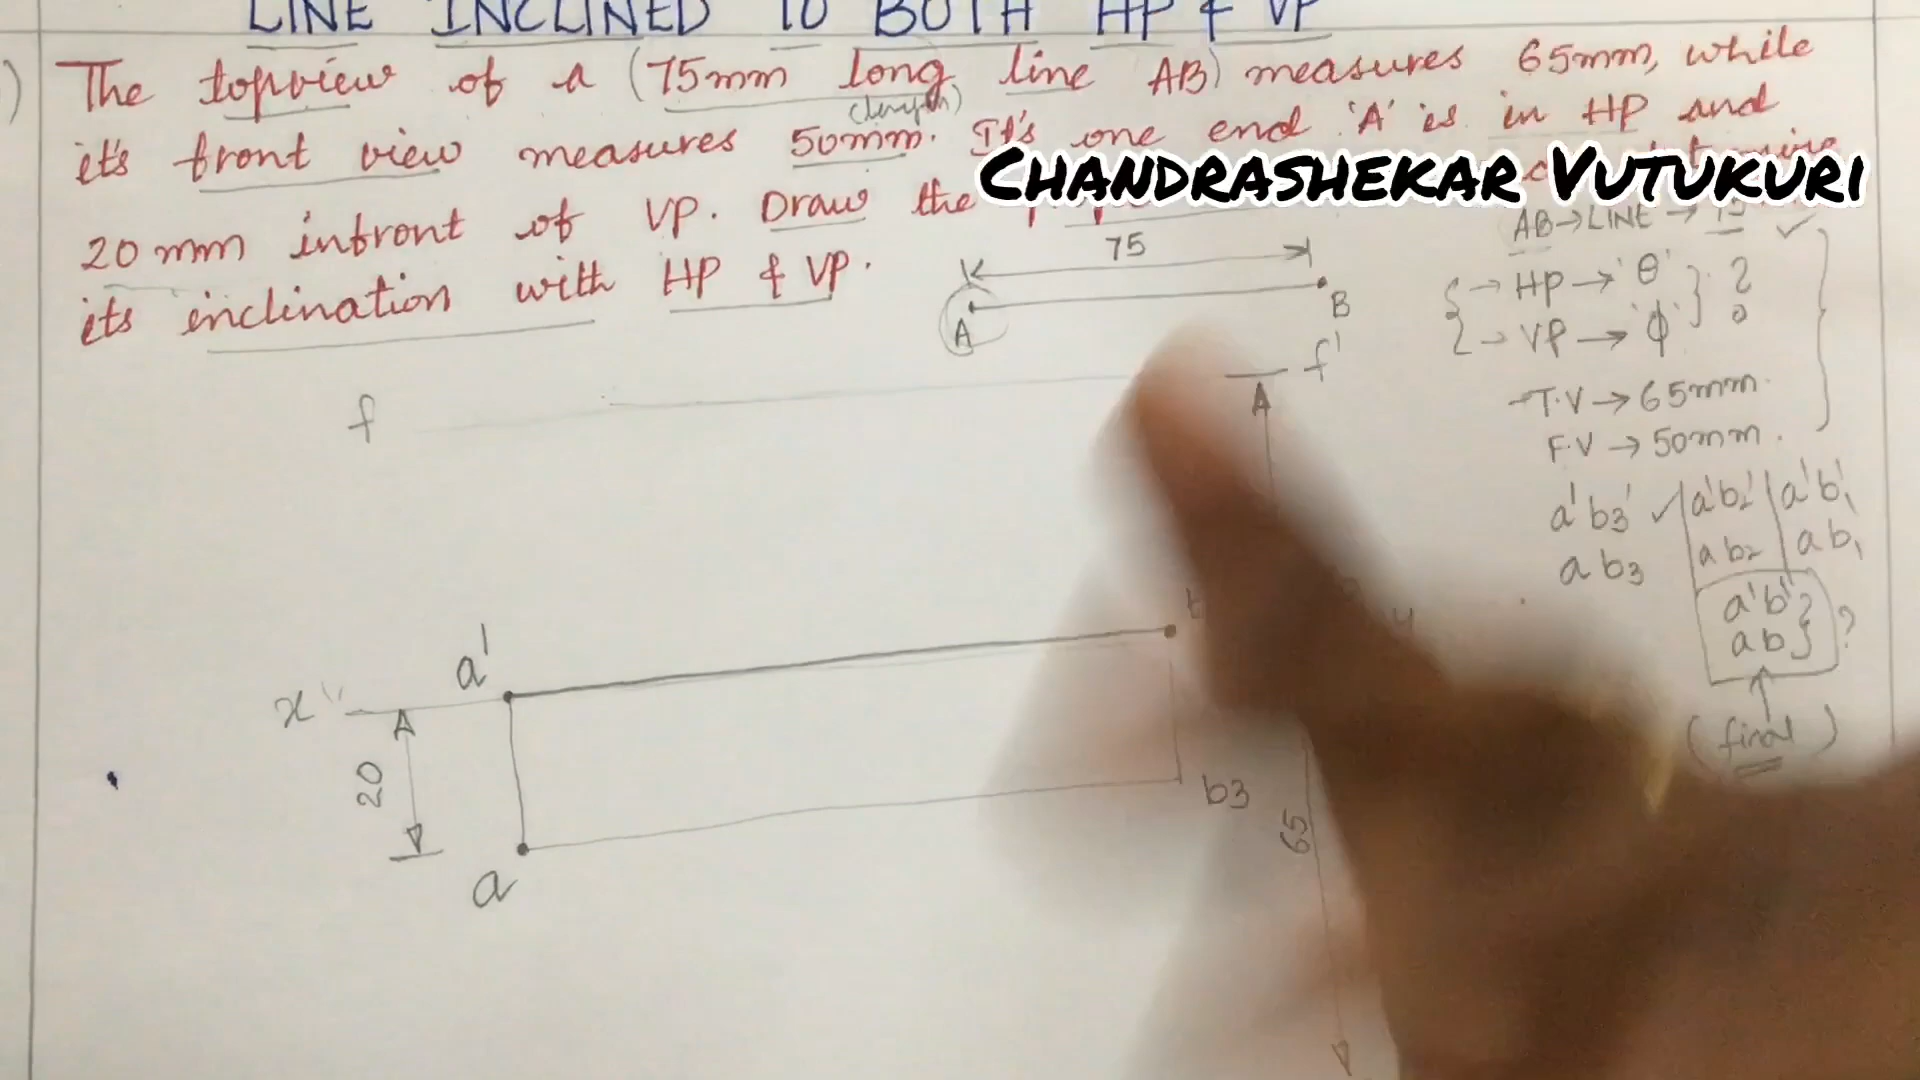 LINE INCLINED TO BOTH HP & VP
) The topview of a (75mm long line AB) measures 65mm, while
(length)
it's front view measures 50mm. It's one end 'A' is in HP and
CHANDRASHEKAR VUTUKURI
20mm infront of VP. Draw the
its inclination with HP & VP.
AB→LINE→
75
A
B
→HP→'θ'
→VP→'ϕ'
?
-T.V→65mm.
F.V→50mm.
f
f'
a'b3' ✓ a'b2' a'b1'
ab3 ab2 ab1
a'b'
ab
?
(final)
a'
x
20
b3
65
a